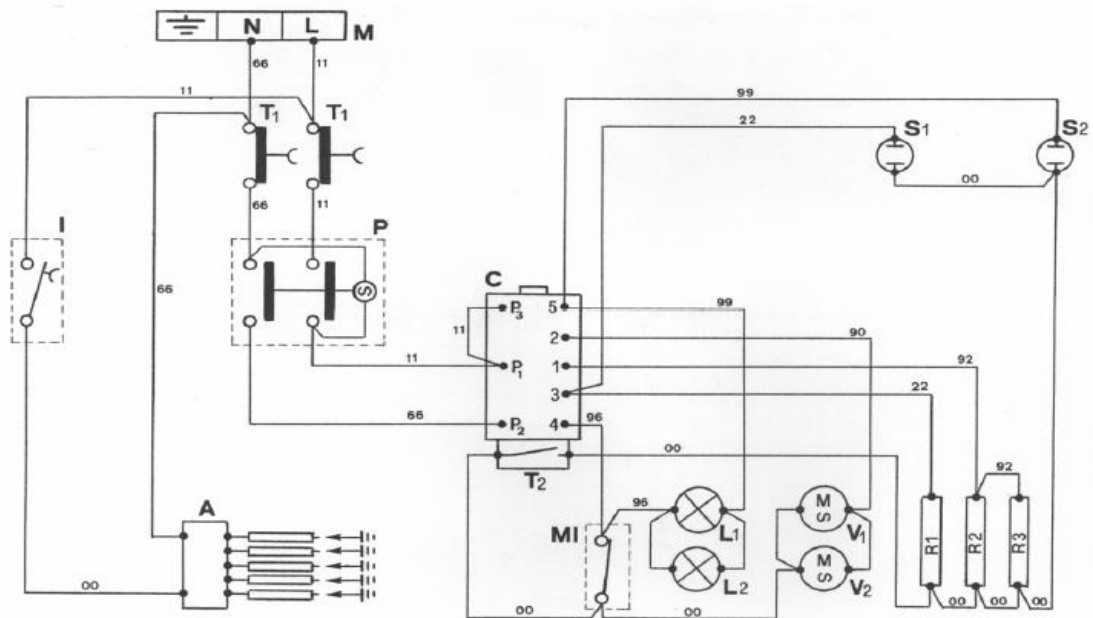 N L M
66 11
11 99
T1 T1 22 S1 S2
00
66 11
I P
66 S C
P3 5 99
11 2 90
11 P1 1 92
3 22
66 P2 4 96
00
T2 92
A 96 M S
MI L1 V1 R1 R2 R3
M S
L2 V2
00 00 00 00 00 00